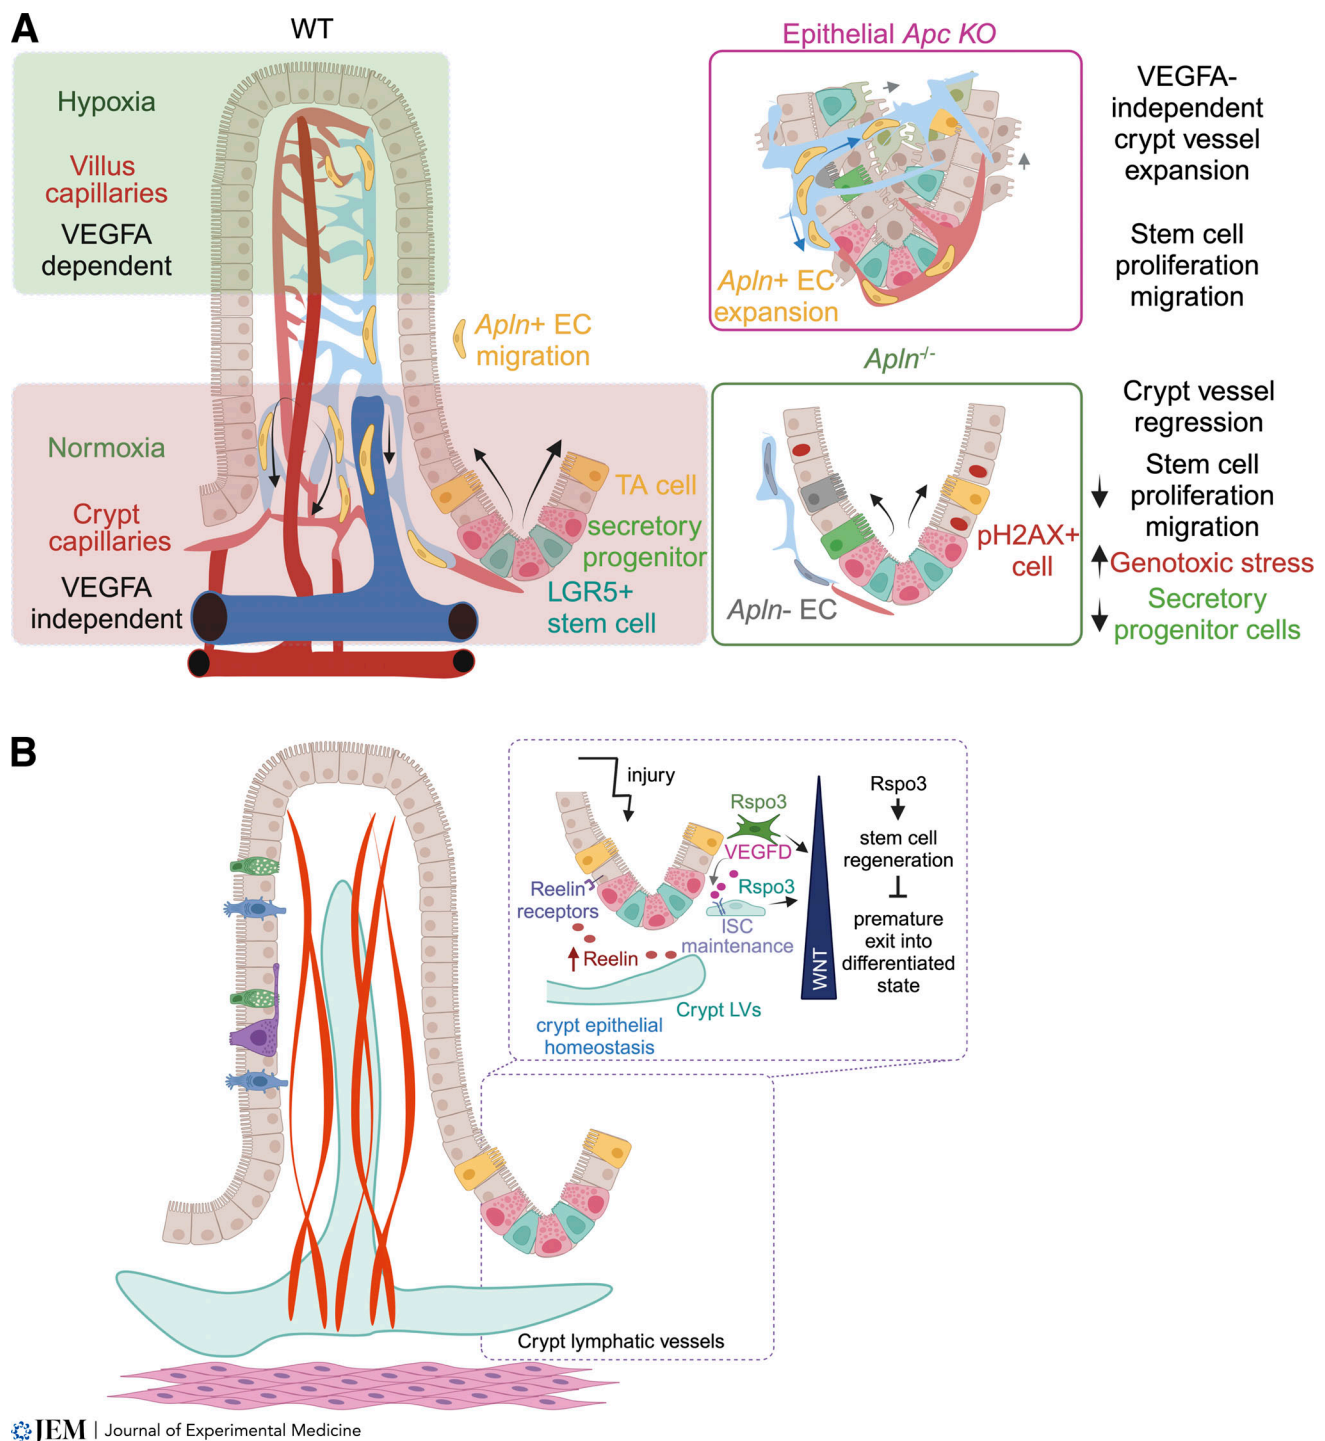 A
WT
Hypoxia
Villus
capillaries
VEGFA
dependent
Apln+ EC
migration
Normoxia
Crypt
capillaries
VEGFA
independent
TA cell
secretory
progenitor
LGR5+
stem cell
Epithelial Apc KO
Apln+ EC
expansion
VEGFA-
independent
crypt vessel
expansion
Stem cell
proliferation
migration
Apln-/-
pH2AX+
cell
Apln- EC
Crypt vessel
regression
Stem cell
proliferation
migration
Genotoxic stress
Secretory
progenitor cells
B
injury
Rspo3
VEGFD
Reelin
receptors
Rspo3
ISC
maintenance
Reelin
Crypt LVs
crypt epithelial
homeostasis
WNT
Rspo3
stem cell
regeneration
premature
exit into
differentiated
state
Crypt lymphatic vessels
JEM | Journal of Experimental Medicine